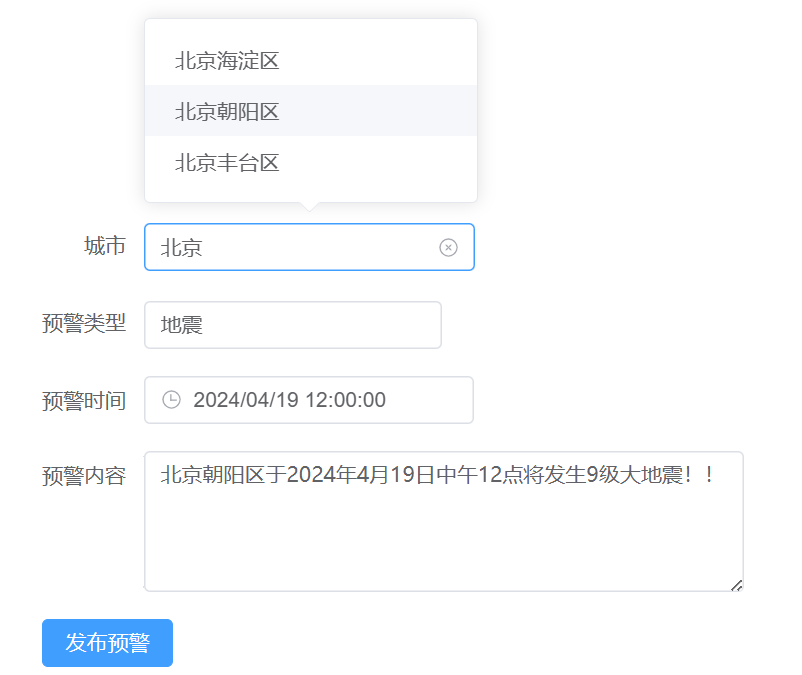 北京海淀区
北京朝阳区
北京丰台区
城市 北京
预警类型 地震
预警时间 2024/04/19 12:00:00
预警内容 北京朝阳区于2024年4月19日中午12点将发生9级大地震！！
发布预警